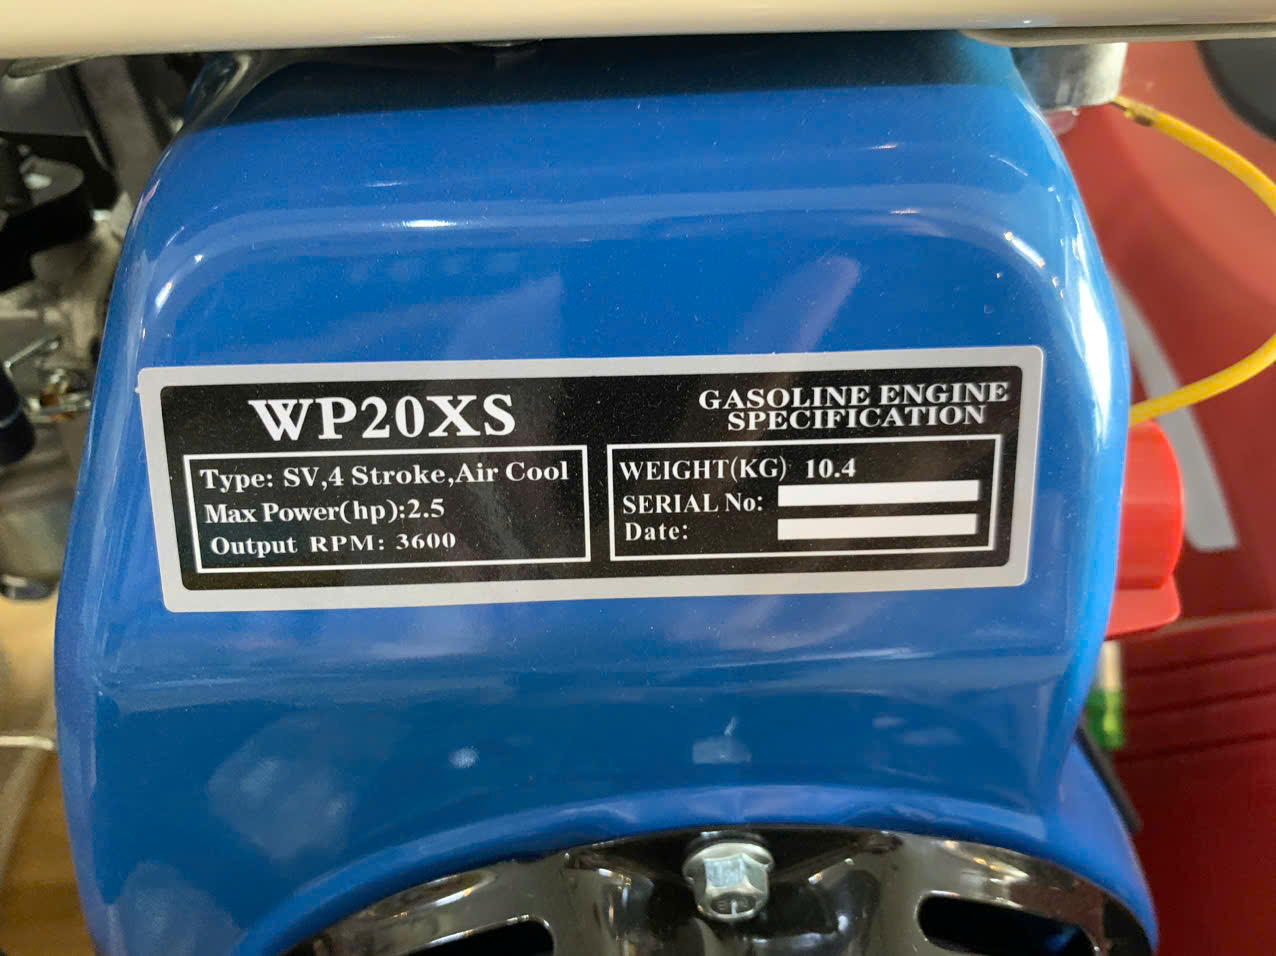 WP20XS
Type: SV,4 Stroke,Air Cool
Max Power(hp):2.5
Output RPM: 3600
GASOLINE ENGINE
SPECIFICATION
WEIGHT(KG) 10.4
SERIAL No:
Date: